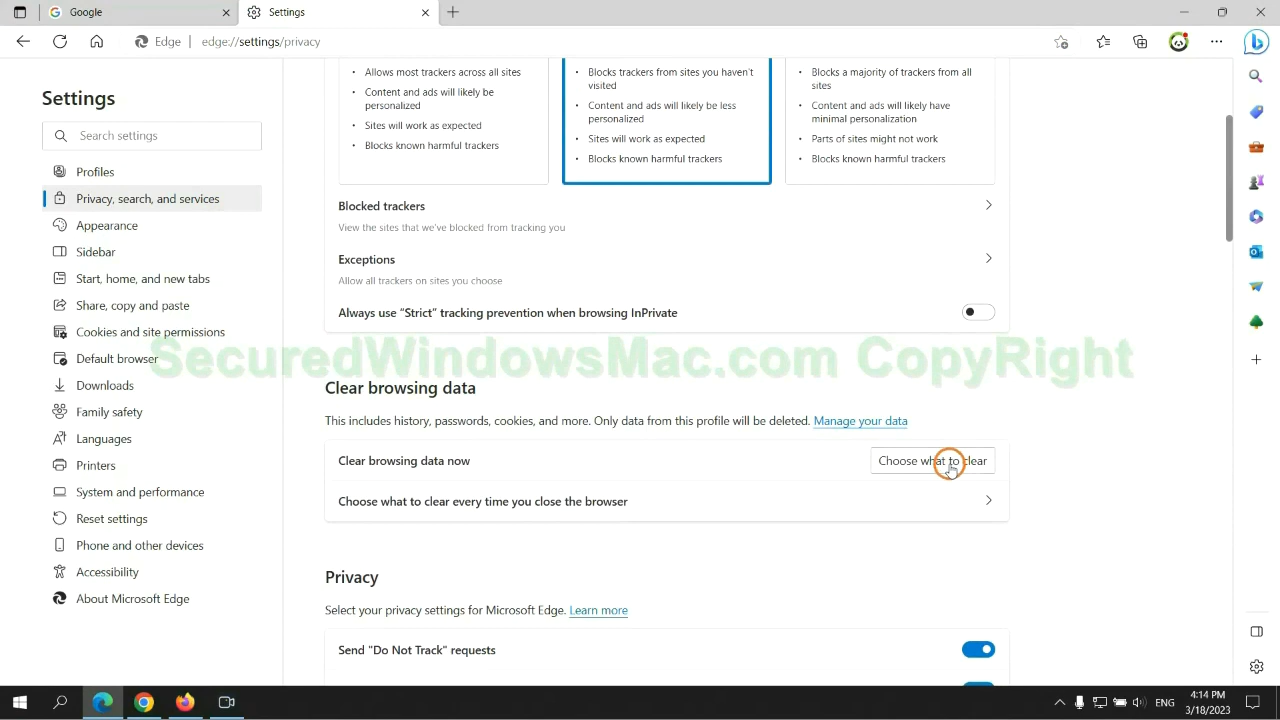 Google
Settings
Edge
edge://settings/privacy
Settings
Search settings
Profiles
Privacy, search, and services
Appearance
Sidebar
Start, home, and new tabs
Share, copy and paste
Cookies and site permissions
Default browser
Downloads
Family safety
Languages
Printers
System and performance
Reset settings
Phone and other devices
Accessibility
About Microsoft Edge
• Allows most trackers across all sites
• Content and ads will likely be
personalized
• Sites will work as expected
• Blocks known harmful trackers
• Blocks trackers from sites you haven't
visited
• Content and ads will likely be less
personalized
• Sites will work as expected
• Blocks known harmful trackers
• Blocks a majority of trackers from all
sites
• Content and ads will likely have
minimal personalization
• Parts of sites might not work
• Blocks known harmful trackers
Blocked trackers
View the sites that we've blocked from tracking you
Exceptions
Allow all trackers on sites you choose
Always use “Strict” tracking prevention when browsing InPrivate
SecuredWindowsMac.com CopyRight
Clear browsing data
This includes history, passwords, cookies, and more. Only data from this profile will be deleted. Manage your data
Clear browsing data now
Choose what to clear
Choose what to clear every time you close the browser
Privacy
Select your privacy settings for Microsoft Edge. Learn more
Send "Do Not Track" requests
ENG
4:14 PM
3/18/2023